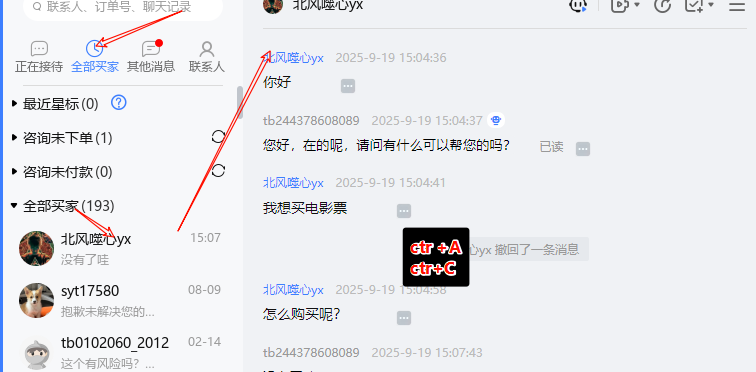 联系人、订单号、聊天记录
正在接待
全部买家
其他消息
联系人
最近星标(0)
咨询未下单(1)
咨询未付款(0)
全部买家(193)
北风噬心yx
15:07
没有了哇
syt17580
08-09
抱歉未解决您的...
tb0102060_2012
02-14
这个有风险吗? ...
北风噬心yx
北风噬心yx 2025-9-19 15:04:36
你好
tb244378608089 2025-9-19 15:04:37
您好，在的呢，请问有什么可以帮您的吗？ 已读
北风噬心yx 2025-9-19 15:04:41
我想买电影票
心yx 撤回了一条消息
ctr +A
ctr+C
北风噬心yx 2025-9-19 15:04:58
怎么购买呢？
tb244378608089 2025-9-19 15:07:43